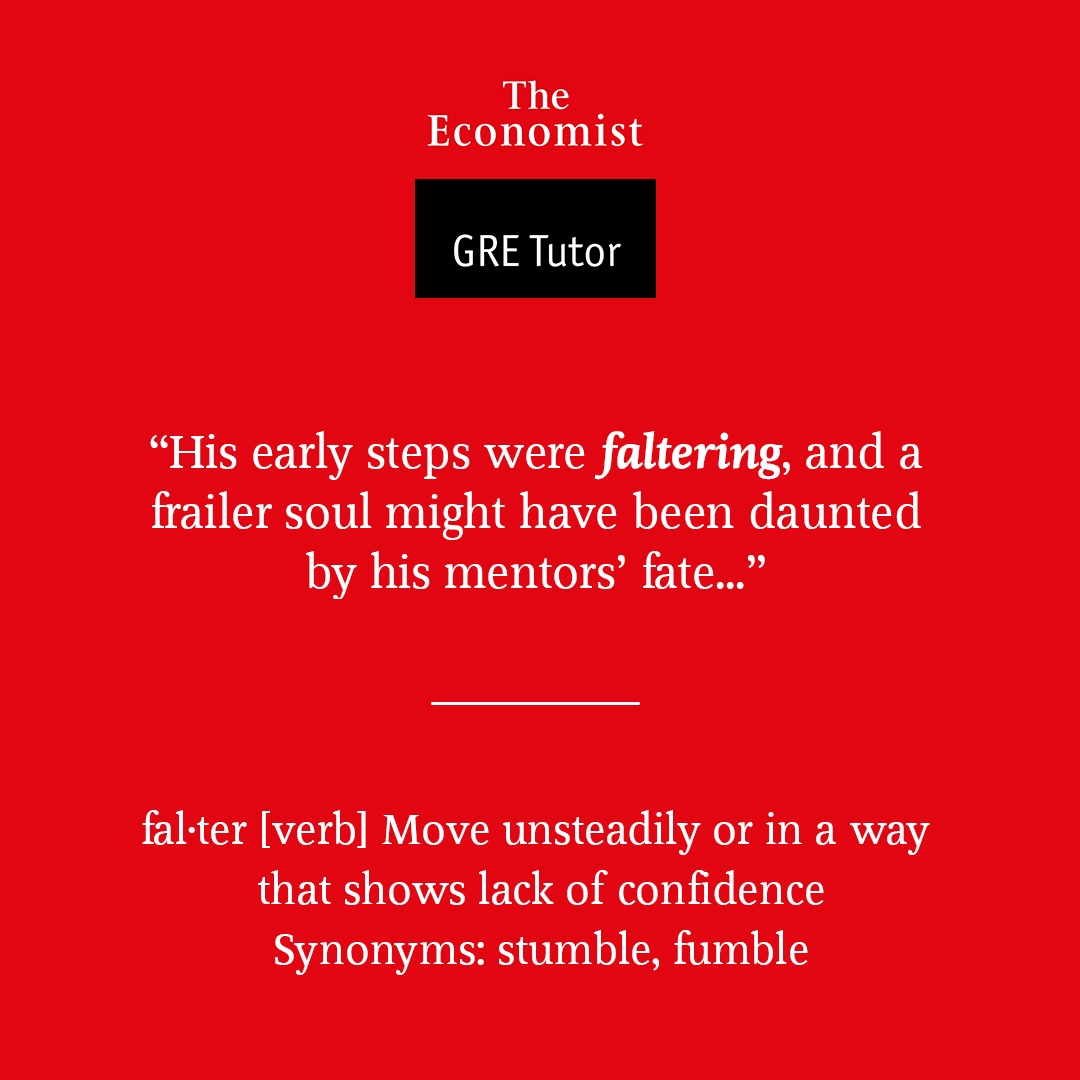 The
Economist
GRE Tutor
“His early steps were faltering, and a
frailer soul might have been daunted
by his mentors’ fate...”
fal·ter [verb] Move unsteadily or in a way
that shows lack of confidence
Synonyms: stumble, fumble